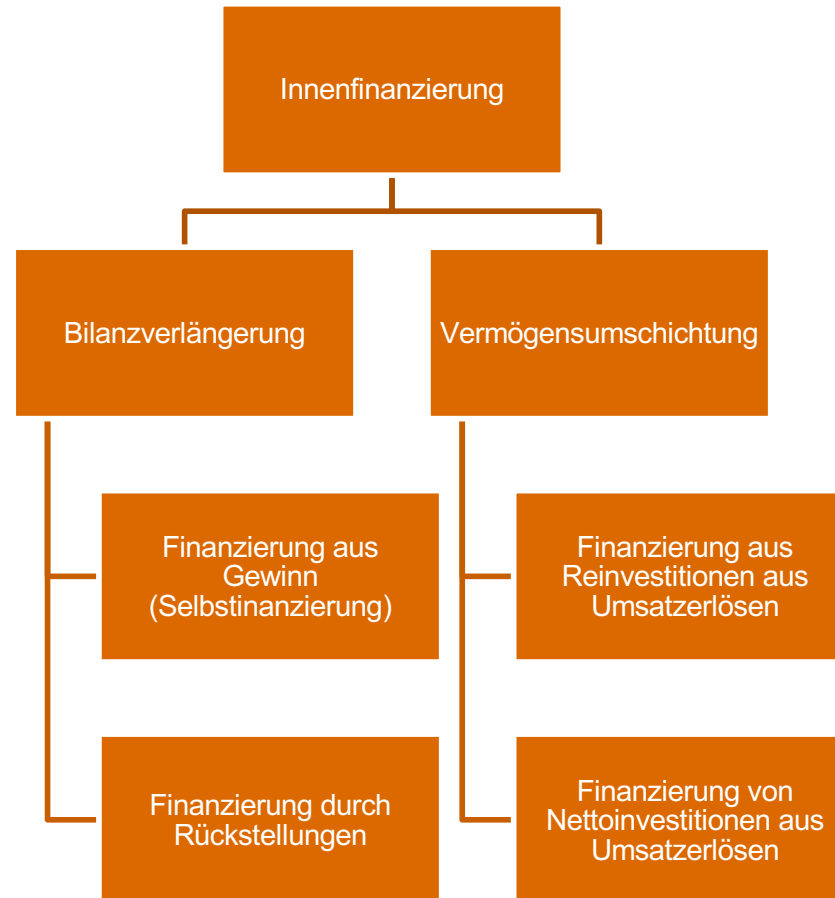 Innenfinanzierung
Bilanzverlängerung
Vermögensumschichtung
Finanzierung aus
Gewinn
(Selbstinanzierung)
Finanzierung aus
Reinvestitionen aus
Umsatzerlösen
Finanzierung durch
Rückstellungen
Finanzierung von
Nettoinvestitionen aus
Umsatzerlösen